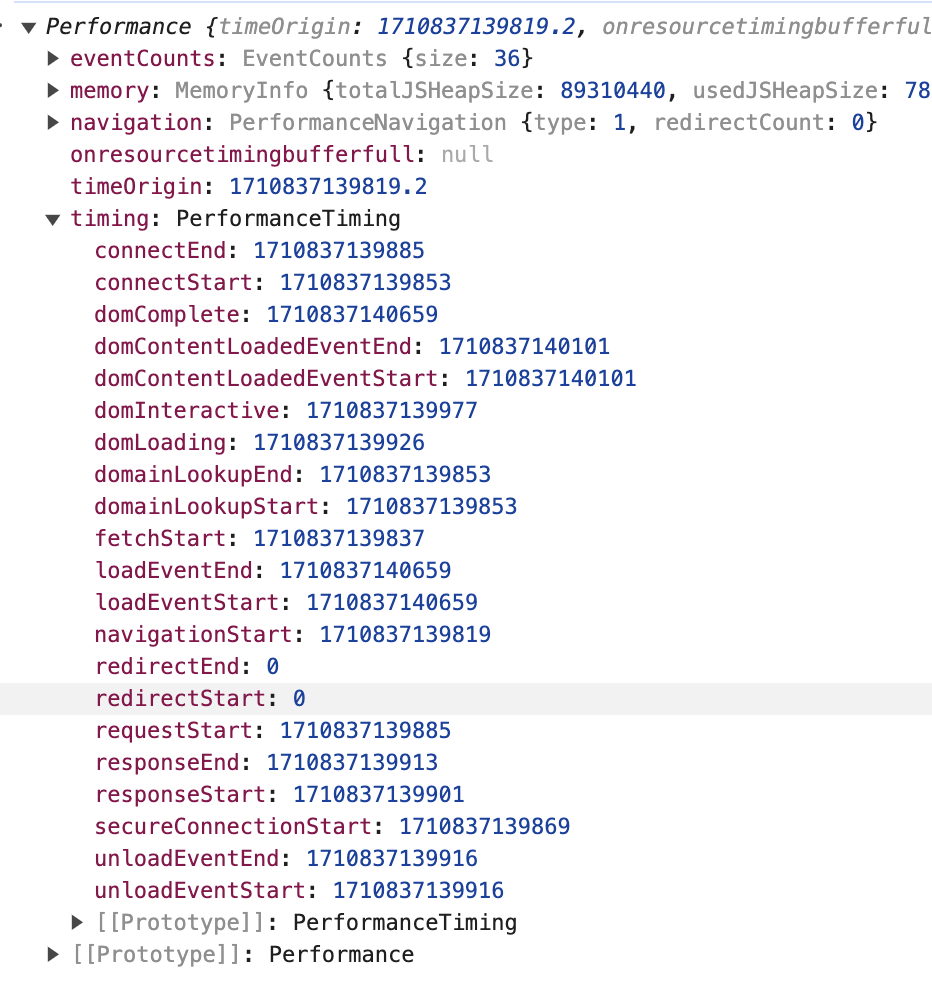 Performance {timeOrigin: 1710837139819.2, onresourcetimingbufferful
eventCounts: EventCounts {size: 36}
memory: MemoryInfo {totalJSHeapSize: 89310440, usedJSHeapSize: 78
navigation: PerformanceNavigation {type: 1, redirectCount: 0}
onresourcetimingbufferfull: null
timeOrigin: 1710837139819.2
timing: PerformanceTiming
connectEnd: 1710837139885
connectStart: 1710837139853
domComplete: 1710837140659
domContentLoadedEventEnd: 1710837140101
domContentLoadedEventStart: 1710837140101
domInteractive: 1710837139977
domLoading: 1710837139926
domainLookupEnd: 1710837139853
domainLookupStart: 1710837139853
fetchStart: 1710837139837
loadEventEnd: 1710837140659
loadEventStart: 1710837140659
navigationStart: 1710837139819
redirectEnd: 0
redirectStart: 0
requestStart: 1710837139885
responseEnd: 1710837139913
responseStart: 1710837139901
secureConnectionStart: 1710837139869
unloadEventEnd: 1710837139916
unloadEventStart: 1710837139916
[[Prototype]]: PerformanceTiming
[[Prototype]]: Performance